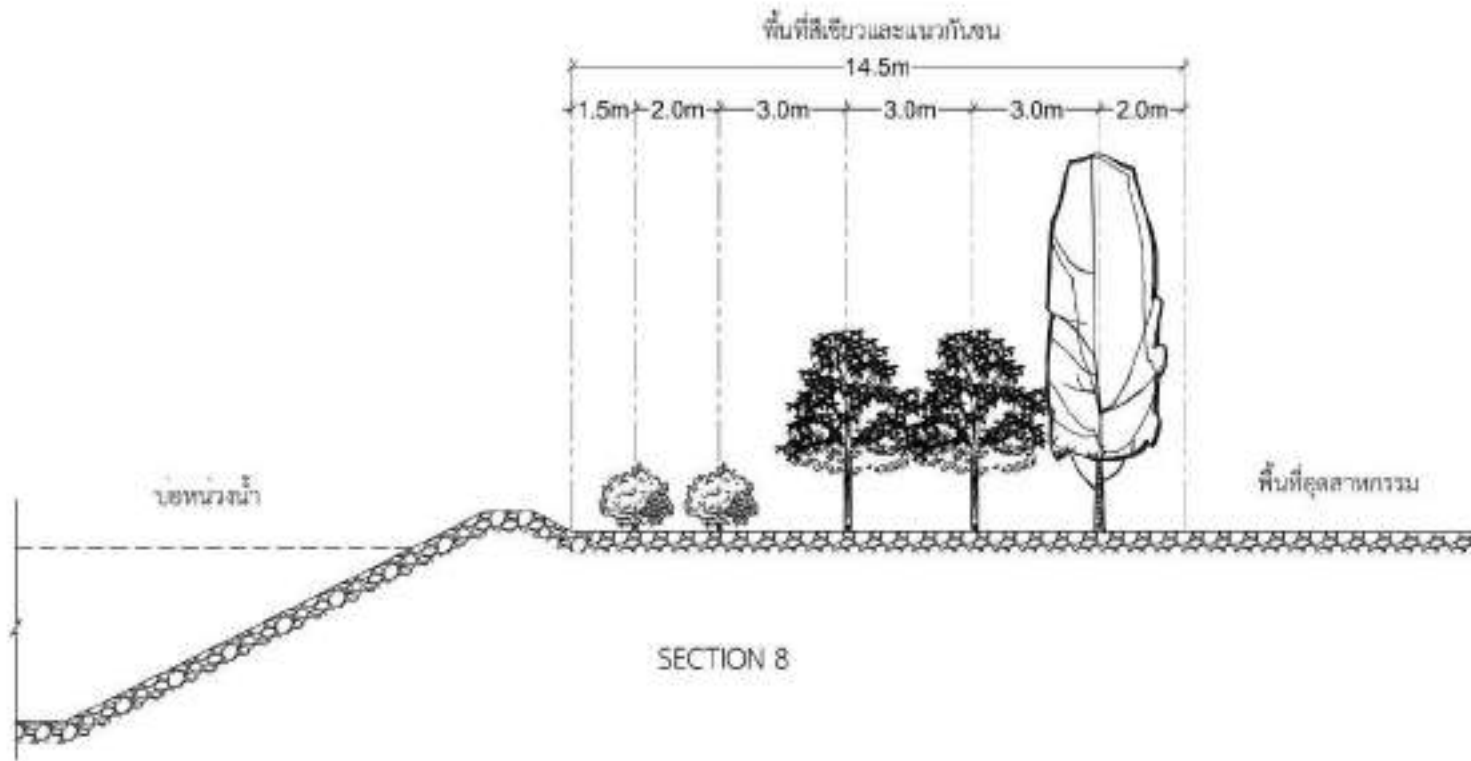 พื้นที่สีเขียวและแนวกันชน
14.5m
1.5m 2.0m 3.0m 3.0m 3.0m 2.0m
บ่อหน่วงน้ำ
พื้นที่อุตสาหกรรม
SECTION 8